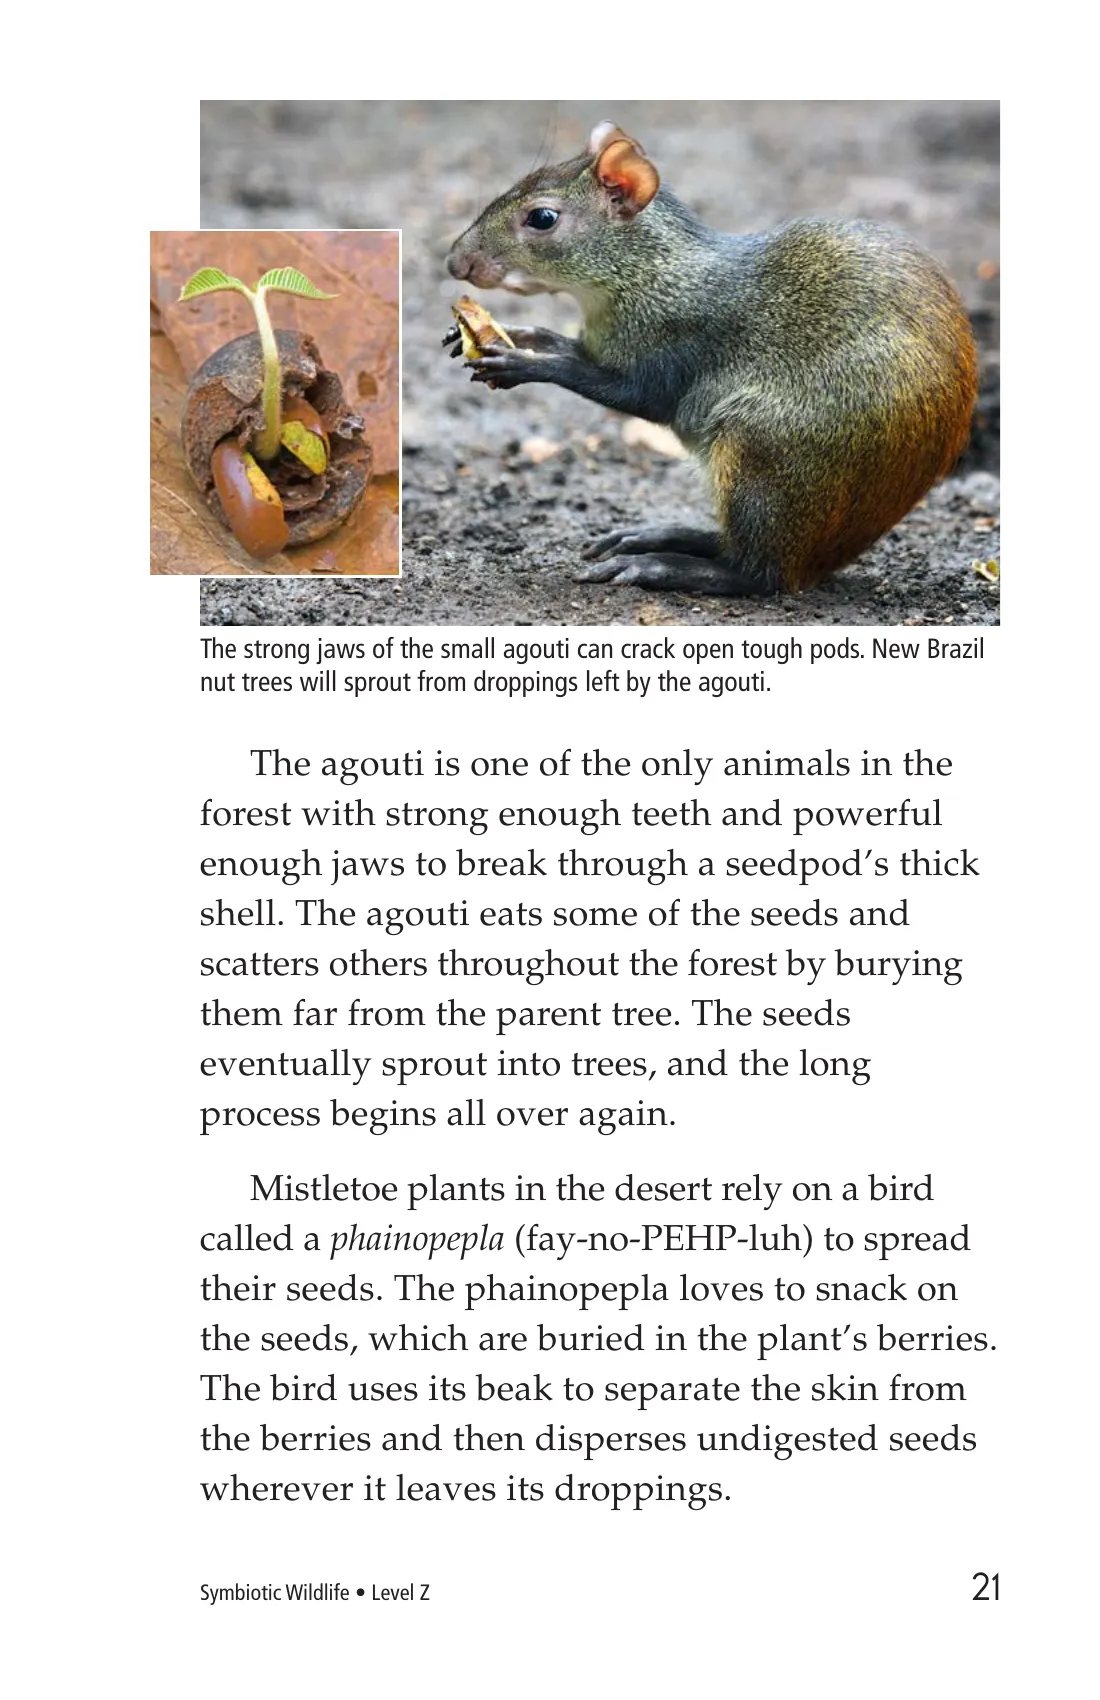 The strong jaws of the small agouti can crack open tough pods. New Brazil
nut trees will sprout from droppings left by the agouti.
The agouti is one of the only animals in the
forest with strong enough teeth and powerful
enough jaws to break through a seedpod’s thick
shell. The agouti eats some of the seeds and
scatters others throughout the forest by burying
them far from the parent tree. The seeds
eventually sprout into trees, and the long
process begins all over again.
Mistletoe plants in the desert rely on a bird
called a phainopepla (fay-no-PEHP-luh) to spread
their seeds. The phainopepla loves to snack on
the seeds, which are buried in the plant’s berries.
The bird uses its beak to separate the skin from
the berries and then disperses undigested seeds
wherever it leaves its droppings.
Symbiotic Wildlife • Level Z
21